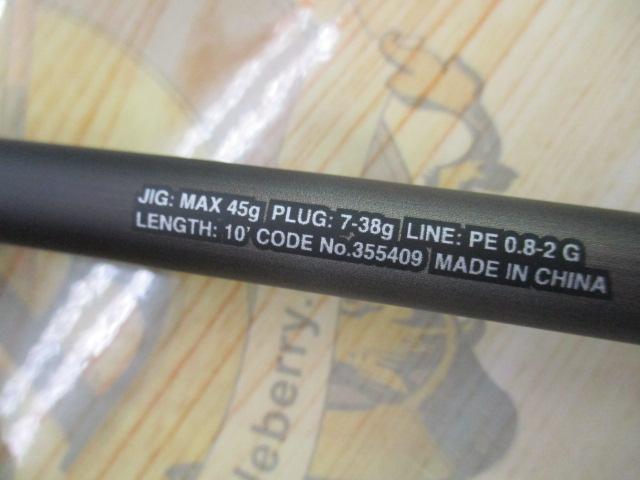 JIG: MAX 45g PLUG: 7-38g LINE: PE 0.8-2 G
LENGTH: 10' CODE No.355409 MADE IN CHINA
leberry.